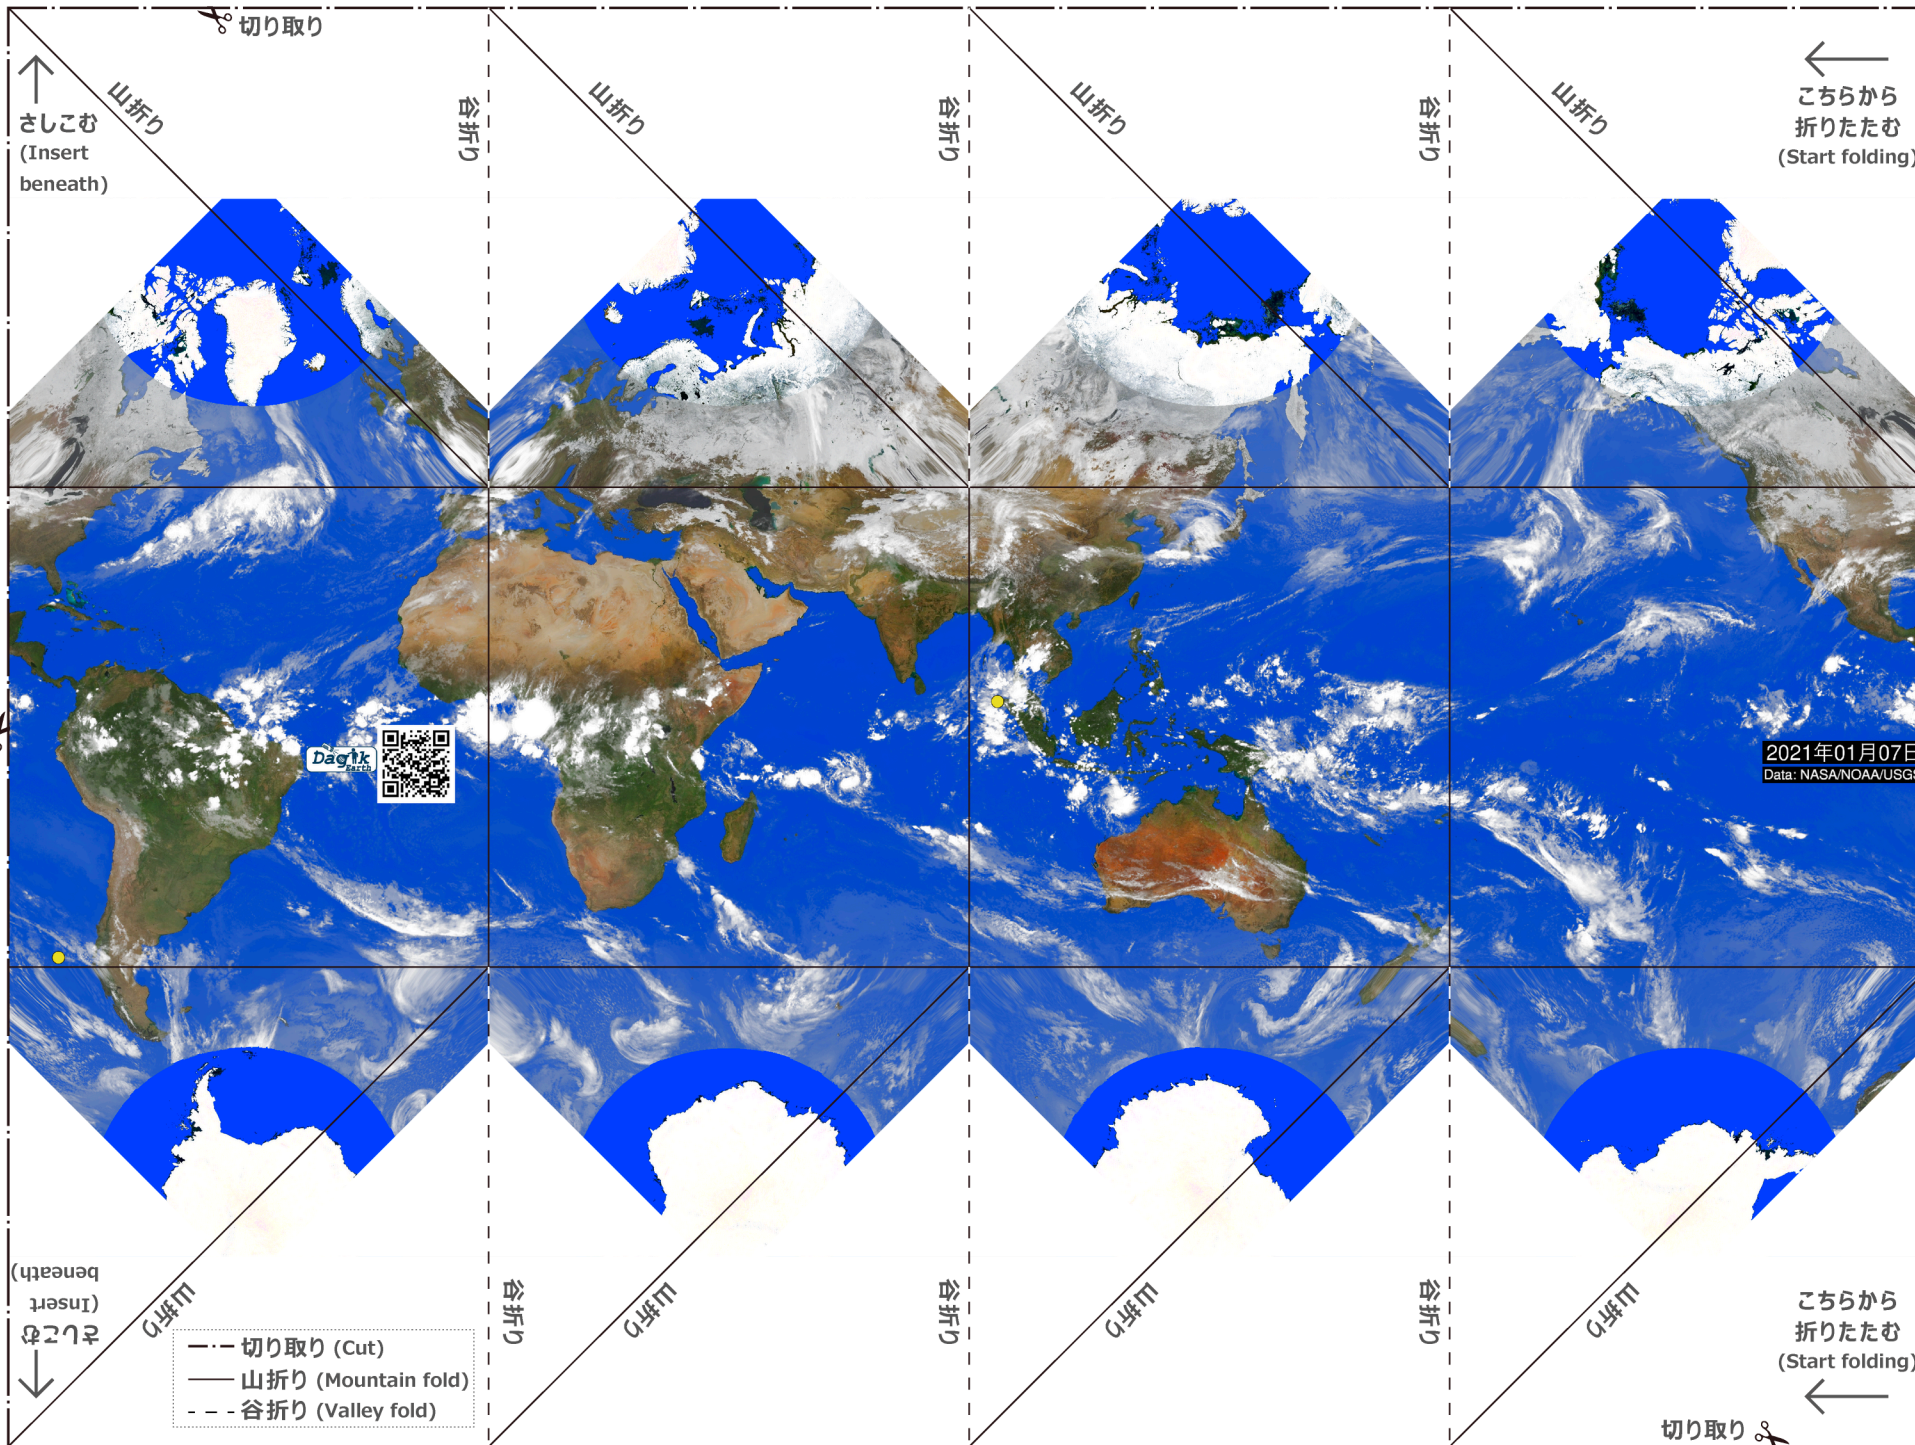 切り取り
山折り
山折り
山折り
山折り
谷折り
谷折り
谷折り
さしこむ
(Insert
beneath)
こちらから
折りたたむ
(Start folding)
Dagik
Earth
2021年01月07日
Data: NASA/NOAA/USGS
さしこむ
(Insert
beneath)
山折り
山折り
山折り
山折り
谷折り
谷折り
谷折り
切り取り (Cut)
山折り (Mountain fold)
谷折り (Valley fold)
こちらから
折りたたむ
(Start folding)
切り取り